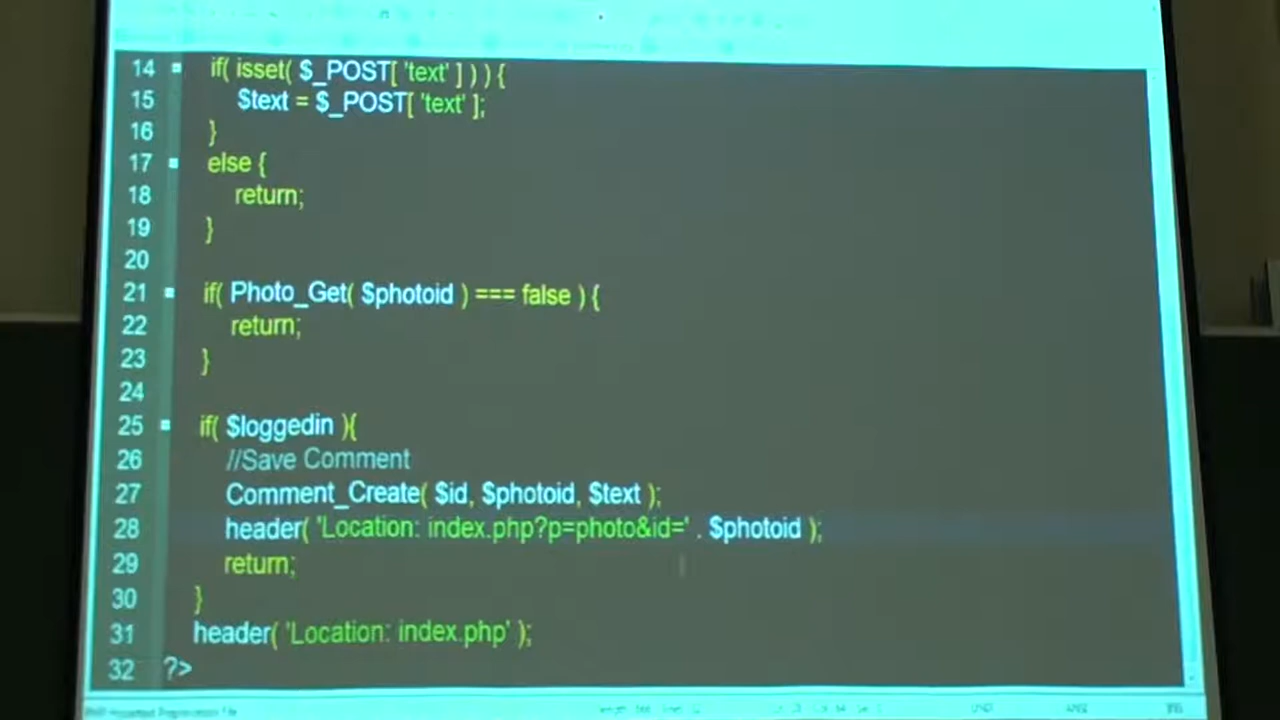 14 if( isset( $_POST[ 'text' ] ) ) {
15 $text = $_POST[ 'text' ];
16 }
17 else {
18 return;
19 }
20
21 if( Photo_Get( $photoid ) === false ) {
22 return;
23 }
24
25 if( $loggedin ){
26 //Save Comment
27 Comment_Create( $id, $photoid, $text );
28 header( 'Location: index.php?p=photo&id=' . $photoid );
29 return;
30 }
31 header( 'Location: index.php' );
32 ?>